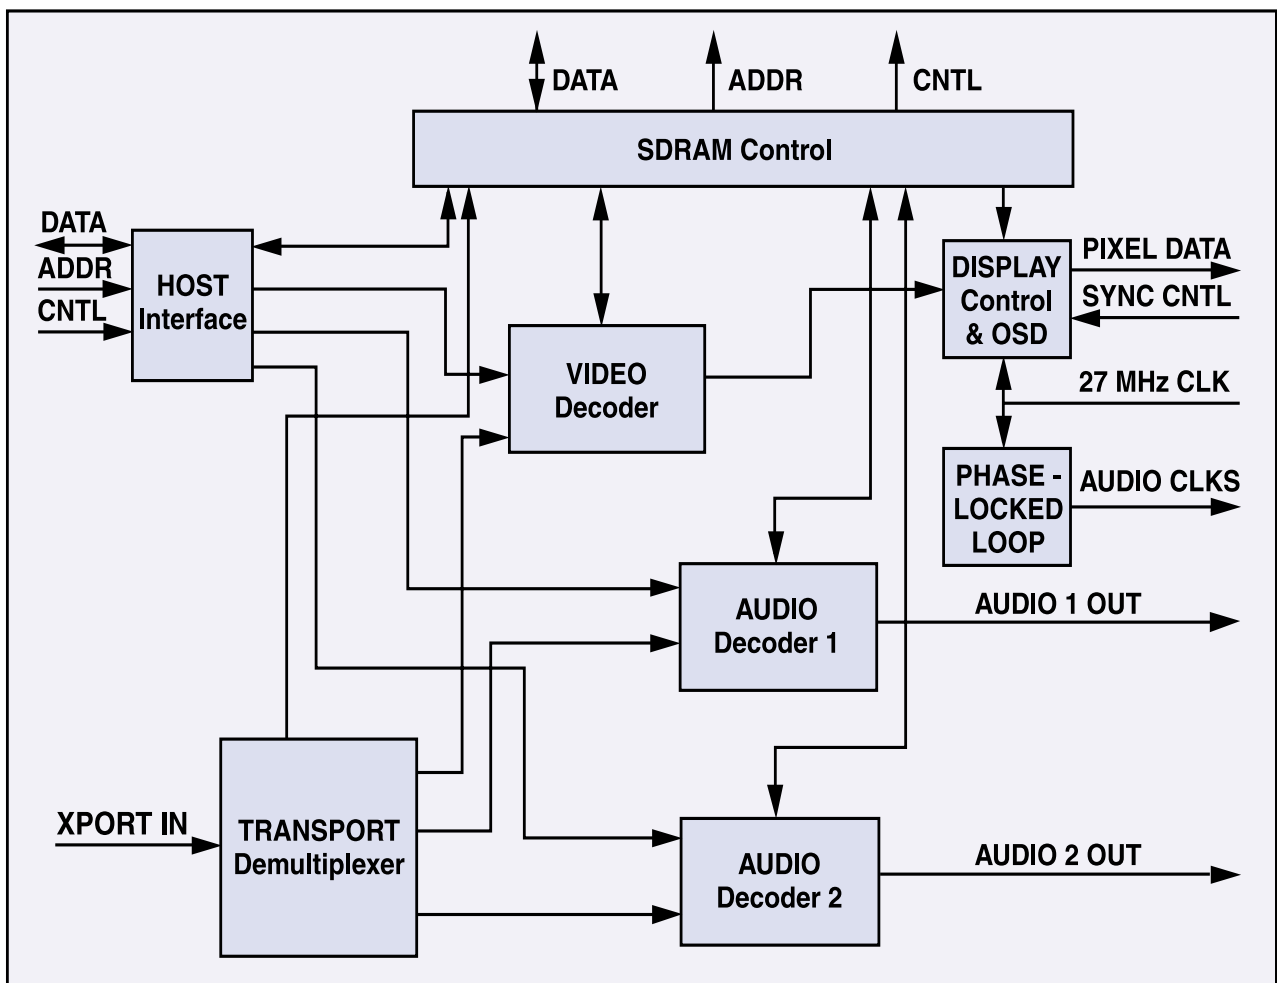 DATA
ADDR
CNTL
SDRAM Control
DATA
ADDR
CNTL
HOST
Interface
DISPLAY
Control
& OSD
PIXEL DATA
SYNC CNTL
27 MHz CLK
VIDEO
Decoder
PHASE -
LOCKED
LOOP
AUDIO CLKS
AUDIO
Decoder 1
AUDIO 1 OUT
XPORT IN
TRANSPORT
Demultiplexer
AUDIO
Decoder 2
AUDIO 2 OUT